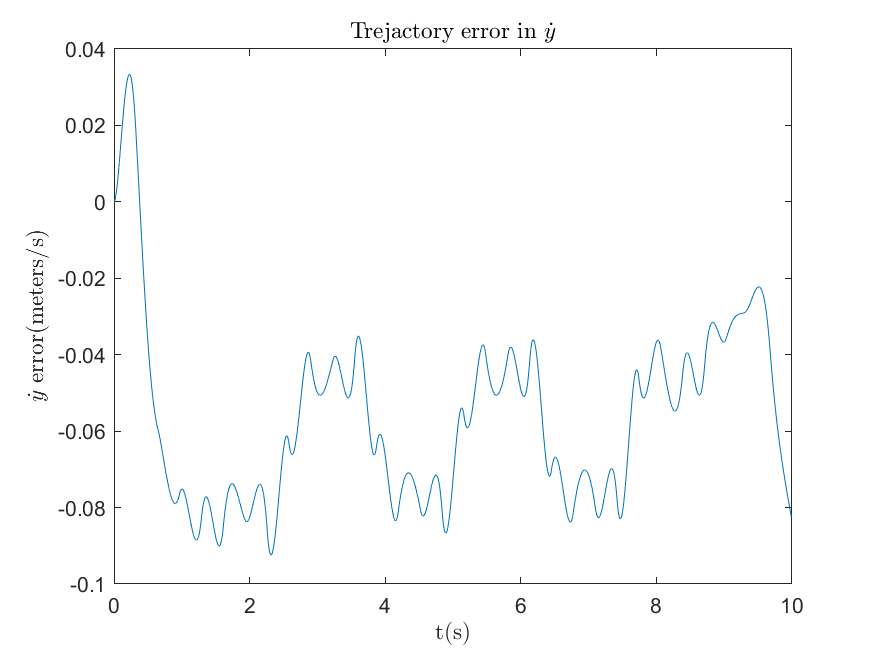 Trejactory error in ẏ
0.04
0.02
0
-0.02
-0.04
-0.06
-0.08
-0.1
ẏ error(meters/s)
0 2 4 6 8 10
t(s)